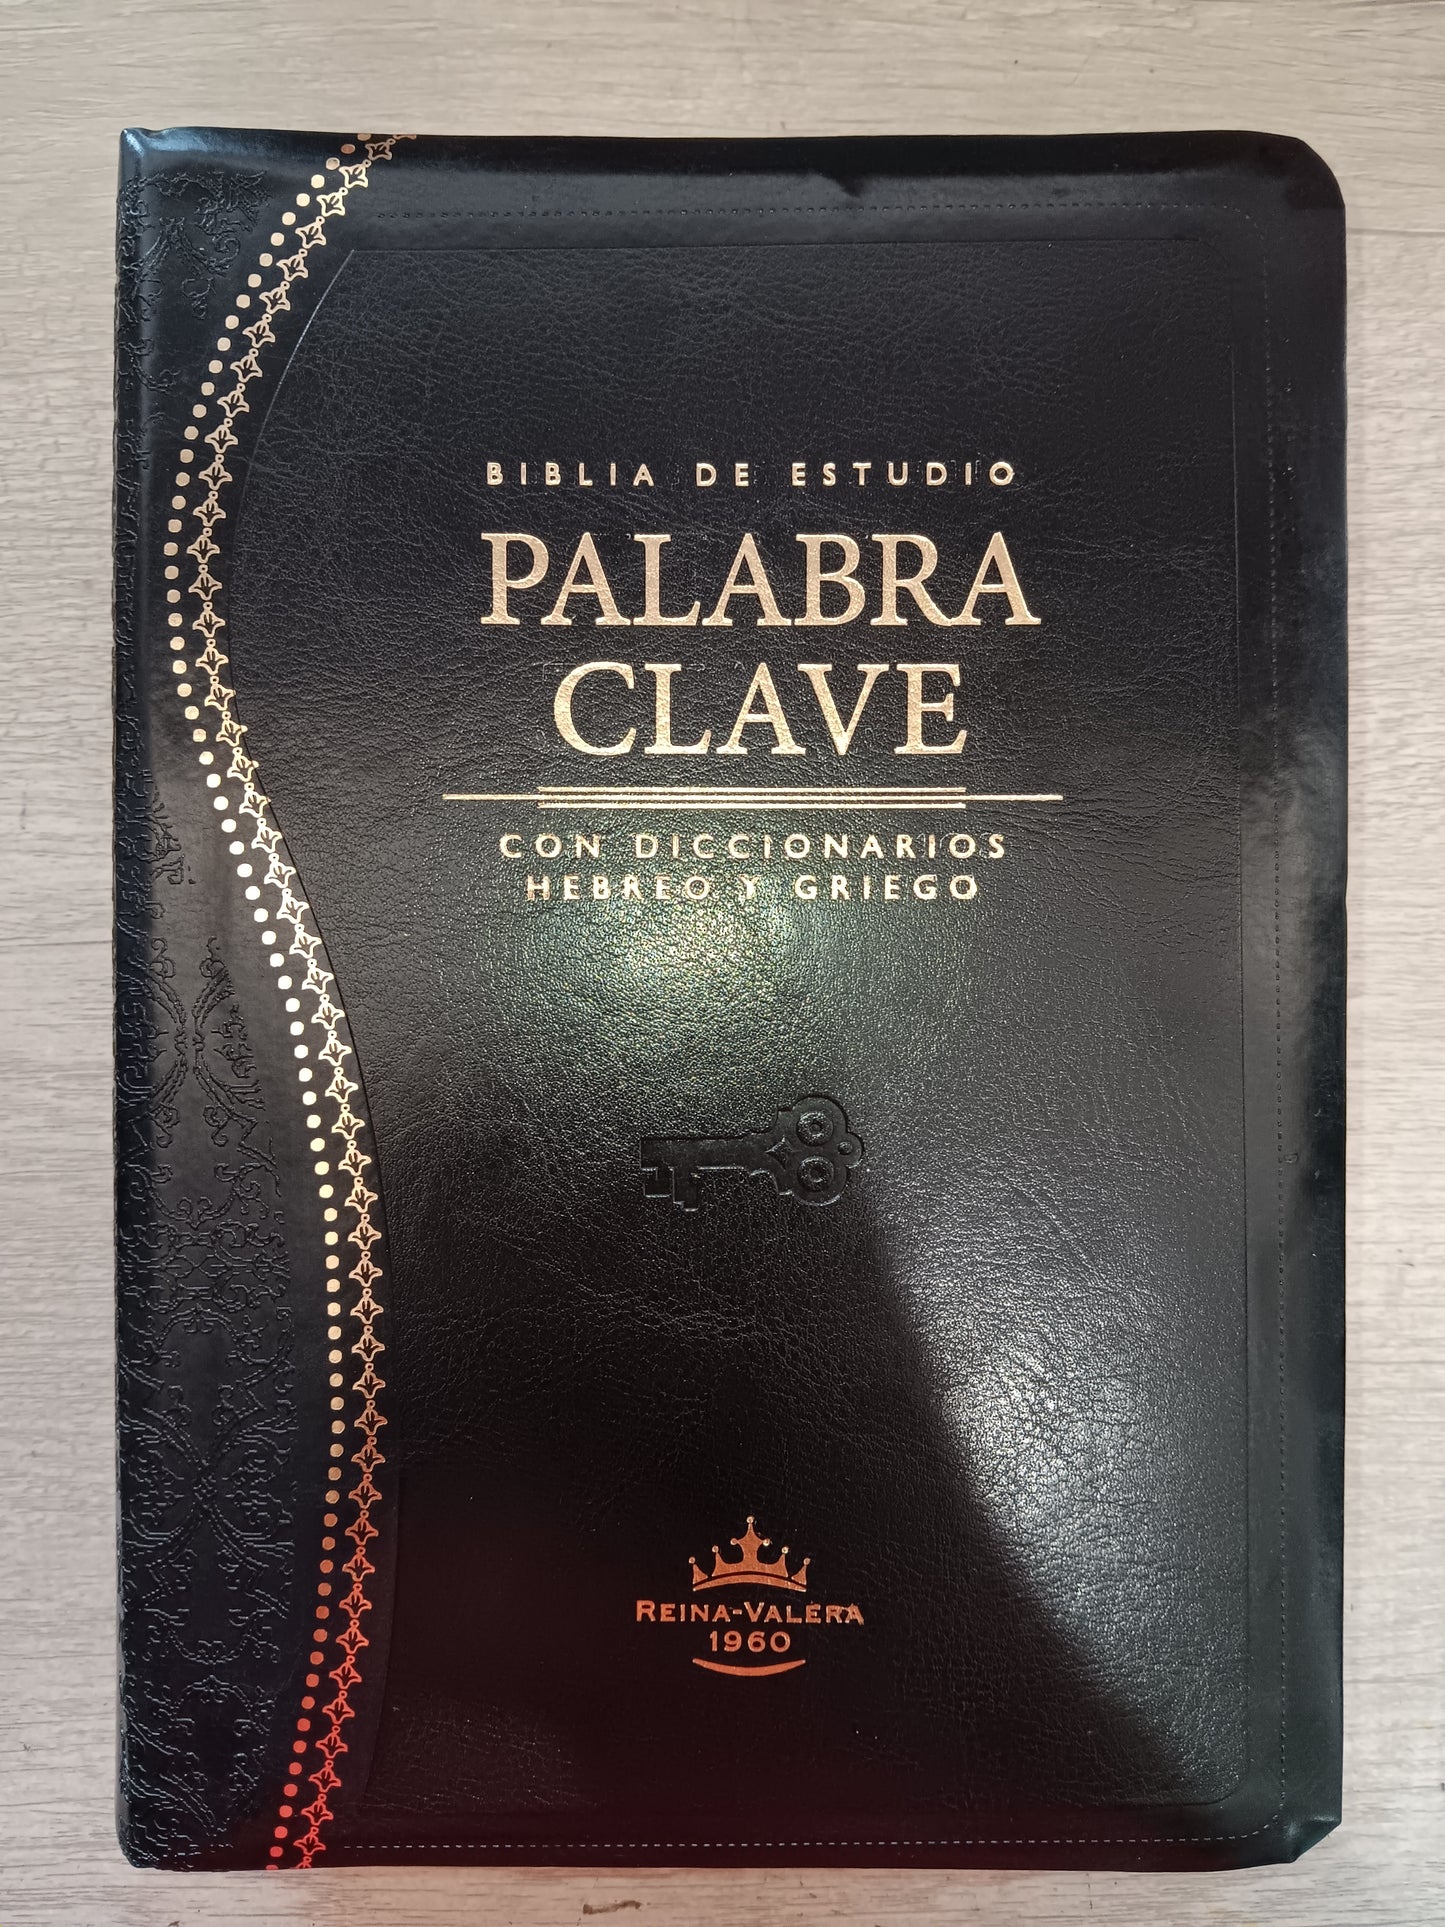 BIBLIA DE ESTUDIO
PALABRA
CLAVE
CON DICCIONARIOS
HEBREO Y GRIEGO
REINA-VALERA
1960